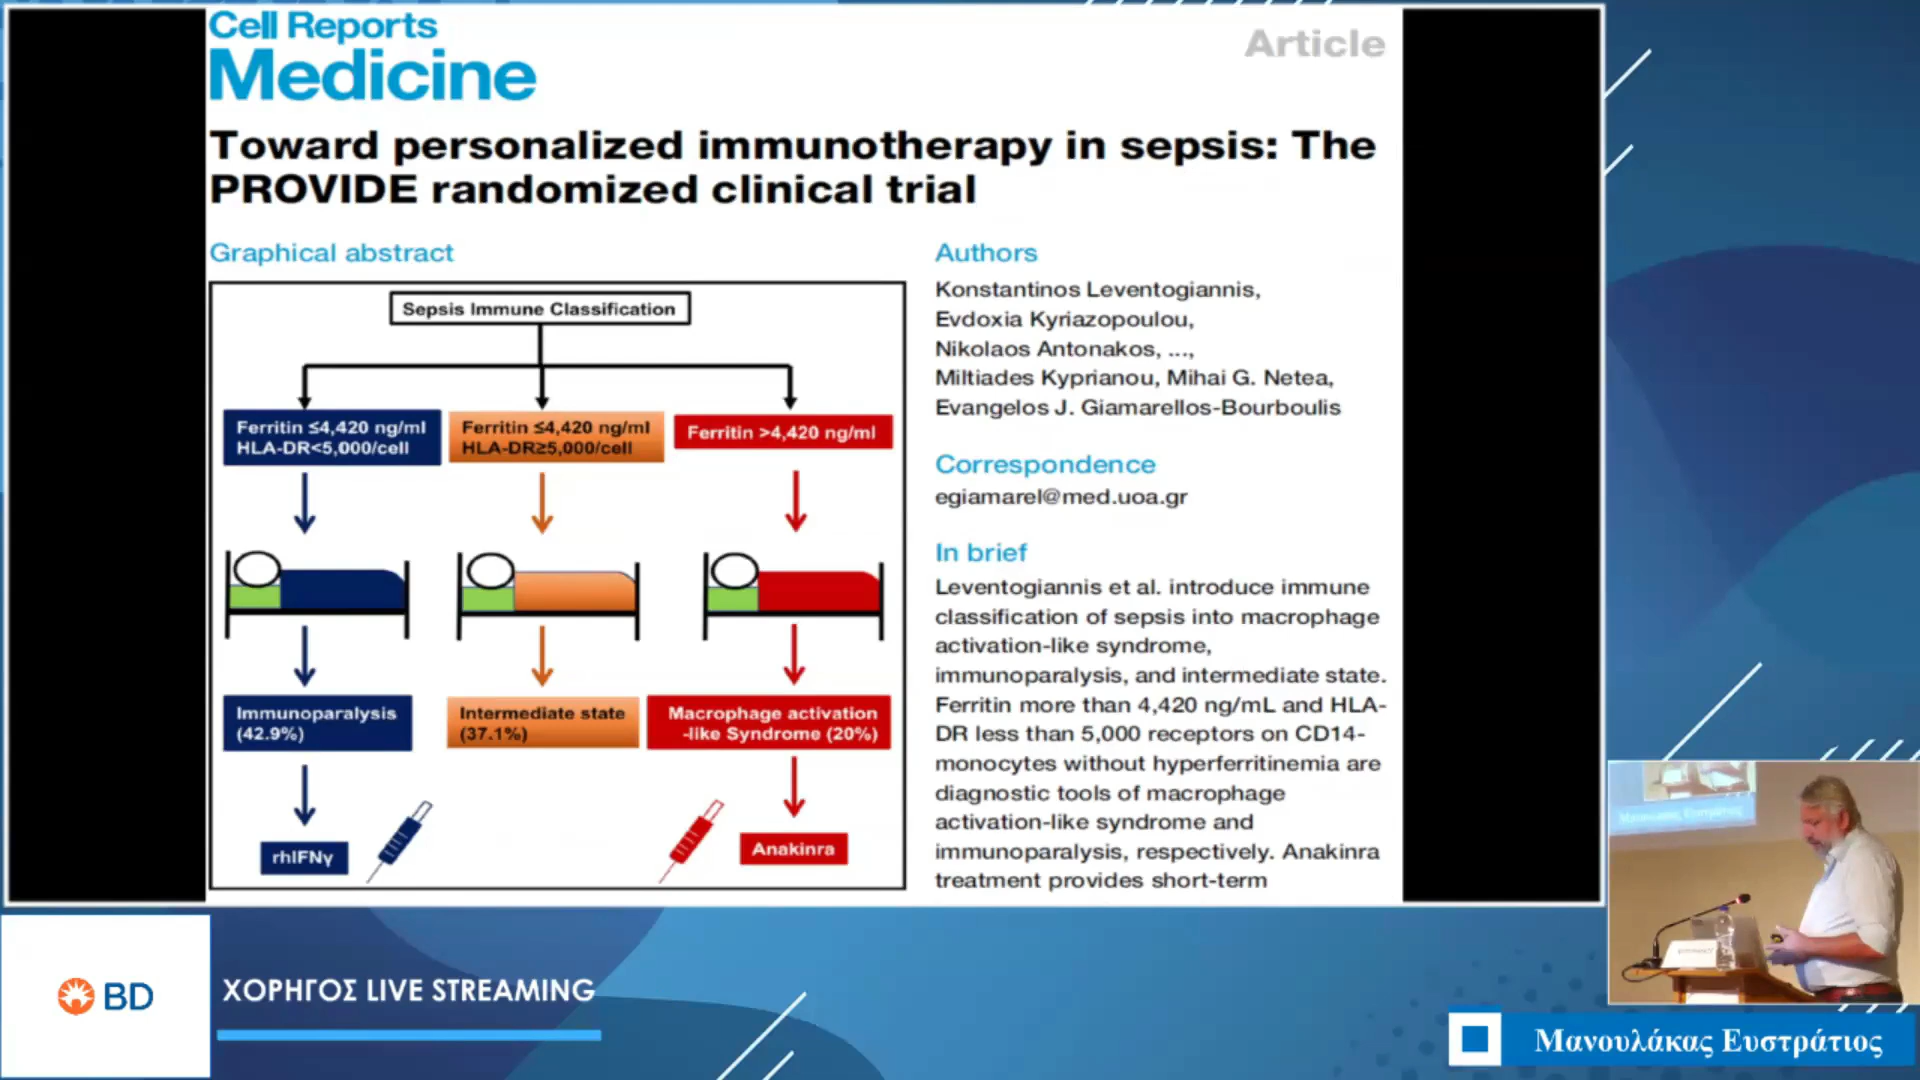 Cell Reports
Medicine
Article
Toward personalized immunotherapy in sepsis: The
PROVIDE randomized clinical trial
Graphical abstract
Sepsis Immune Classification
Ferritin ≤4,420 ng/ml
HLA-DR<5,000/cell
Ferritin ≤4,420 ng/ml
HLA-DR≥5,000/cell
Ferritin >4,420 ng/ml
Immunoparalysis
(42.9%)
Intermediate state
(37.1%)
Macrophage activation
-like Syndrome (20%)
rhIFNγ
Anakinra
Authors
Konstantinos Leventogiannis,
Evdoxia Kyriazopoulou,
Nikolaos Antonakos, ...,
Miltiades Kyprianou, Mihai G. Netea,
Evangelos J. Giamarellos-Bourboulis
Correspondence
egiamarel@med.uoa.gr
In brief
Leventogiannis et al. introduce immune
classification of sepsis into macrophage
activation-like syndrome,
immunoparalysis, and intermediate state.
Ferritin more than 4,420 ng/mL and HLA-
DR less than 5,000 receptors on CD14-
monocytes without hyperferritinemia are
diagnostic tools of macrophage
activation-like syndrome and
immunoparalysis, respectively. Anakinra
treatment provides short-term
BD
ΧΟΡΗΓΟΣ LIVE STREAMING
Μανουλάκας Ευστράτιος